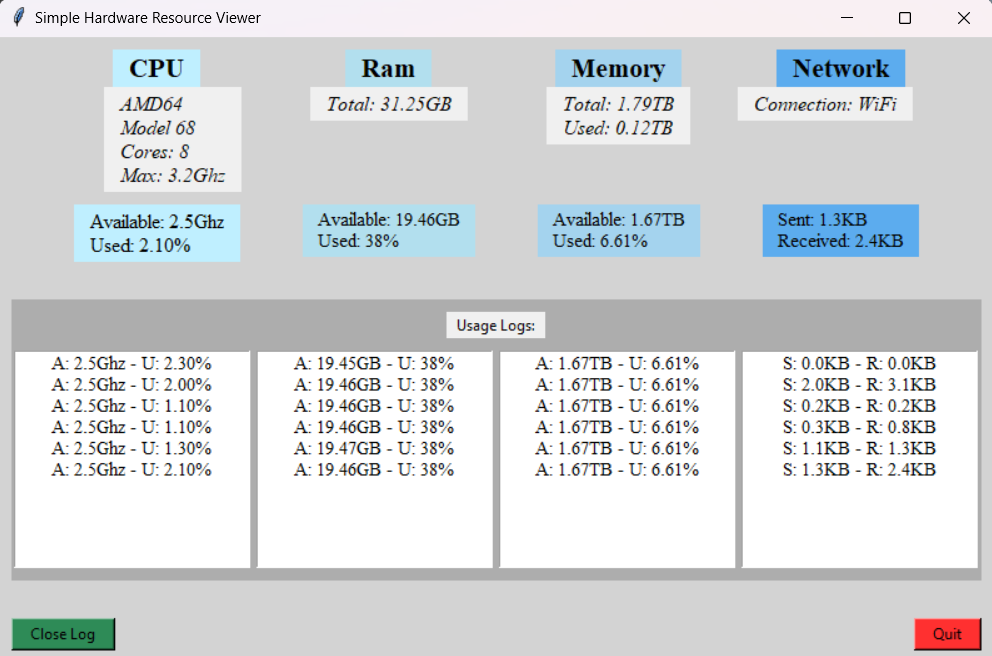 Simple Hardware Resource Viewer
CPU
AMD64
Model 68
Cores: 8
Max: 3.2Ghz
Available: 2.5Ghz
Used: 2.10%
Ram
Total: 31.25GB
Available: 19.46GB
Used: 38%
Memory
Total: 1.79TB
Used: 0.12TB
Available: 1.67TB
Used: 6.61%
Network
Connection: WiFi
Sent: 1.3KB
Received: 2.4KB
Usage Logs:
A: 2.5Ghz - U: 2.30%
A: 2.5Ghz - U: 2.00%
A: 2.5Ghz - U: 1.10%
A: 2.5Ghz - U: 1.10%
A: 2.5Ghz - U: 1.30%
A: 2.5Ghz - U: 2.10%
A: 19.45GB - U: 38%
A: 19.46GB - U: 38%
A: 19.46GB - U: 38%
A: 19.46GB - U: 38%
A: 19.47GB - U: 38%
A: 19.46GB - U: 38%
A: 1.67TB - U: 6.61%
A: 1.67TB - U: 6.61%
A: 1.67TB - U: 6.61%
A: 1.67TB - U: 6.61%
A: 1.67TB - U: 6.61%
A: 1.67TB - U: 6.61%
S: 0.0KB - R: 0.0KB
S: 2.0KB - R: 3.1KB
S: 0.2KB - R: 0.2KB
S: 0.3KB - R: 0.8KB
S: 1.1KB - R: 1.3KB
S: 1.3KB - R: 2.4KB
Close Log
Quit